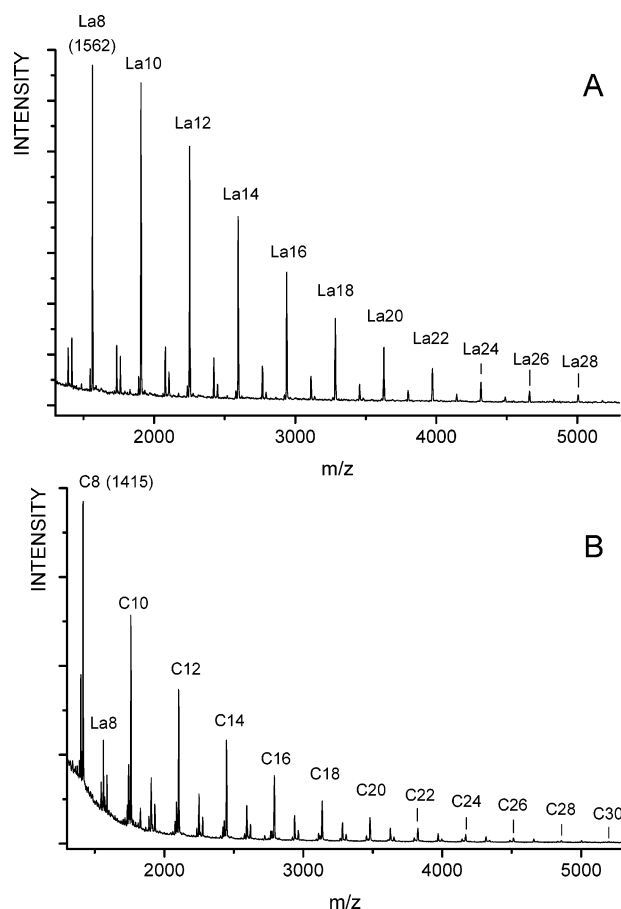 La8
(1562)
La10
A
INTENSITY
La12
La14
La16
La18
La20
La22
La24
La26
La28
2000
3000
4000
5000
m/z
C8 (1415)
B
INTENSITY
C10
C12
La8
C14
C16
C18
C20
C22
C24
C26
C28
C30
2000
3000
4000
5000
m/z